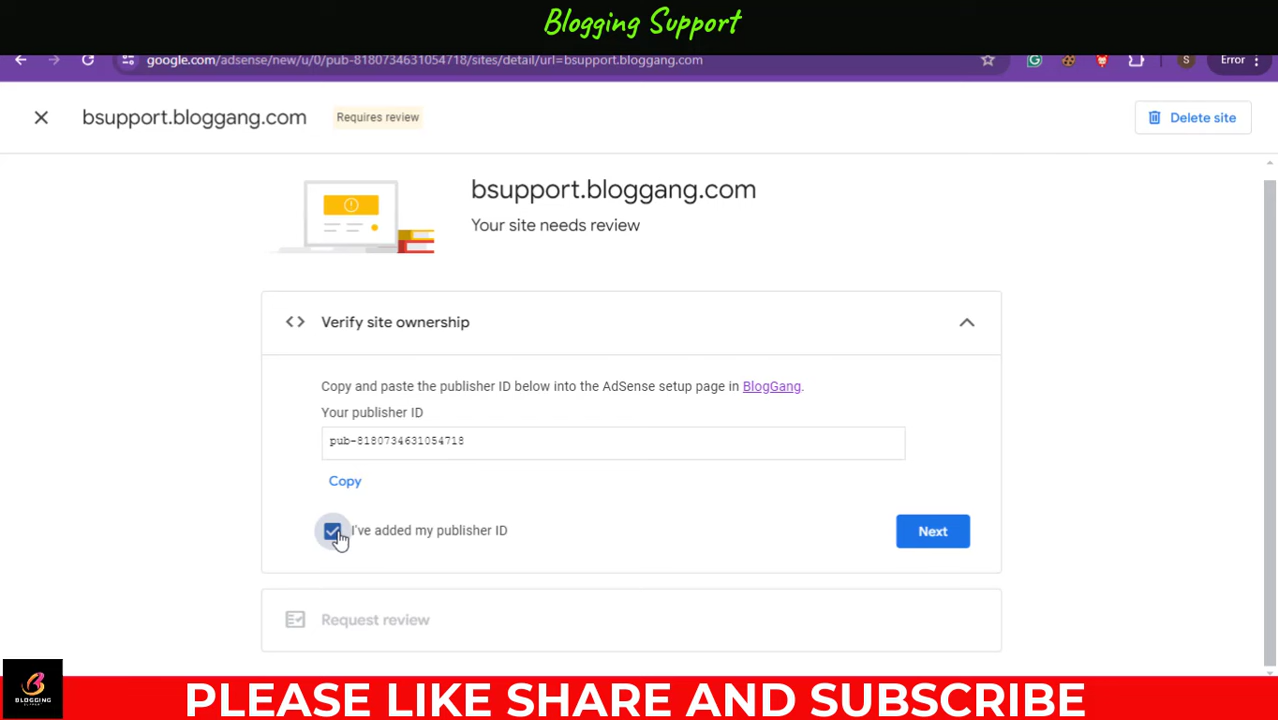 Blogging Support
google.com/adsense/new/u/0/pub-8180734631054718/sites/detail/url=bsupport.bloggang.com
S
Error
bsupport.bloggang.com
Requires review
Delete site
bsupport.bloggang.com
Your site needs review
Verify site ownership
Copy and paste the publisher ID below into the AdSense setup page in BlogGang.
Your publisher ID
pub-8180734631054718
Copy
I've added my publisher ID
Next
Request review
BLOGGING
SUPPORT
PLEASE LIKE SHARE AND SUBSCRIBE